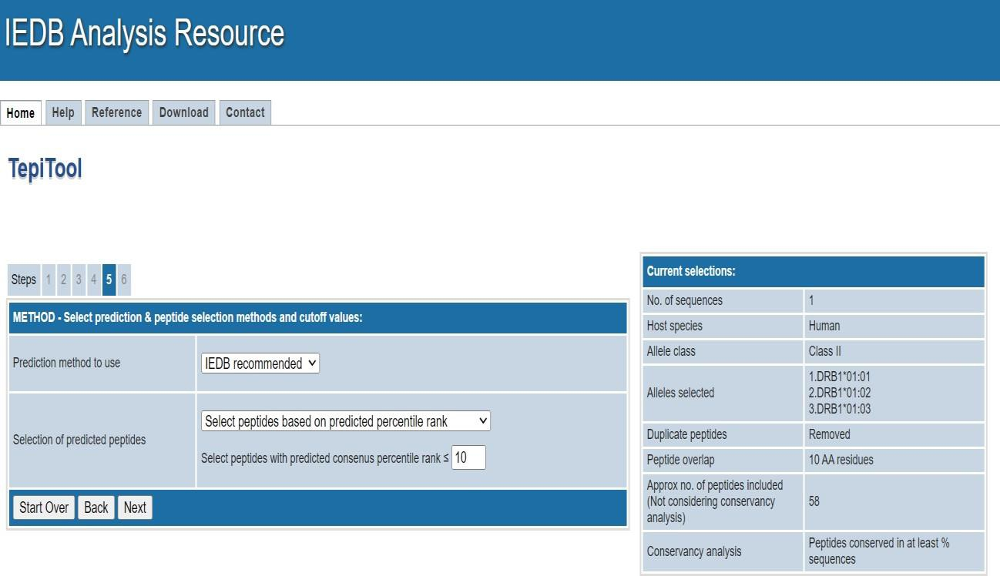 IEDB Analysis Resource
Home Help Reference Download Contact
TepiTool
Steps 1 2 3 4 5 6
METHOD - Select prediction & peptide selection methods and cutoff values:
Prediction method to use
IEDB recommended
Selection of predicted peptides
Select peptides based on predicted percentile rank
Select peptides with predicted consenus percentile rank ≤ 10
Start Over Back Next
Current selections:
No. of sequences 1
Host species Human
Allele class Class II
Alleles selected
1.DRB1*01:01
2.DRB1*01:02
3.DRB1*01:03
Duplicate peptides Removed
Peptide overlap 10 AA residues
Approx no. of peptides included
(Not considering conservancy
analysis)
58
Conservancy analysis
Peptides conserved in at least %
sequences